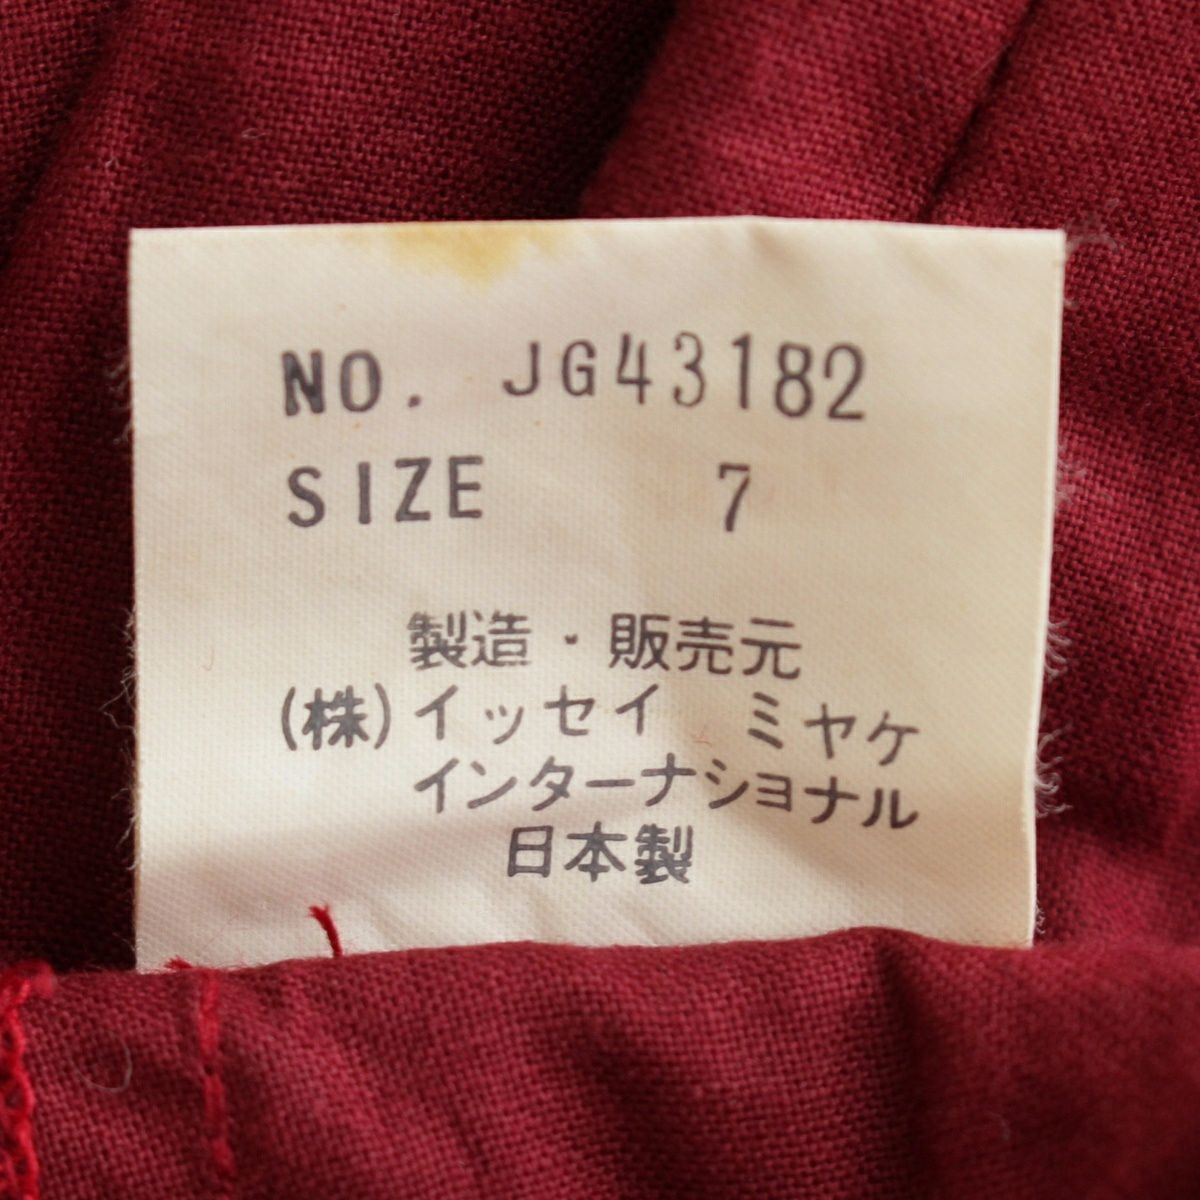 NO. JG43182
SIZE 7
製造・販売元
(株)イッセイ ミヤケ
インターナショナル
日本製